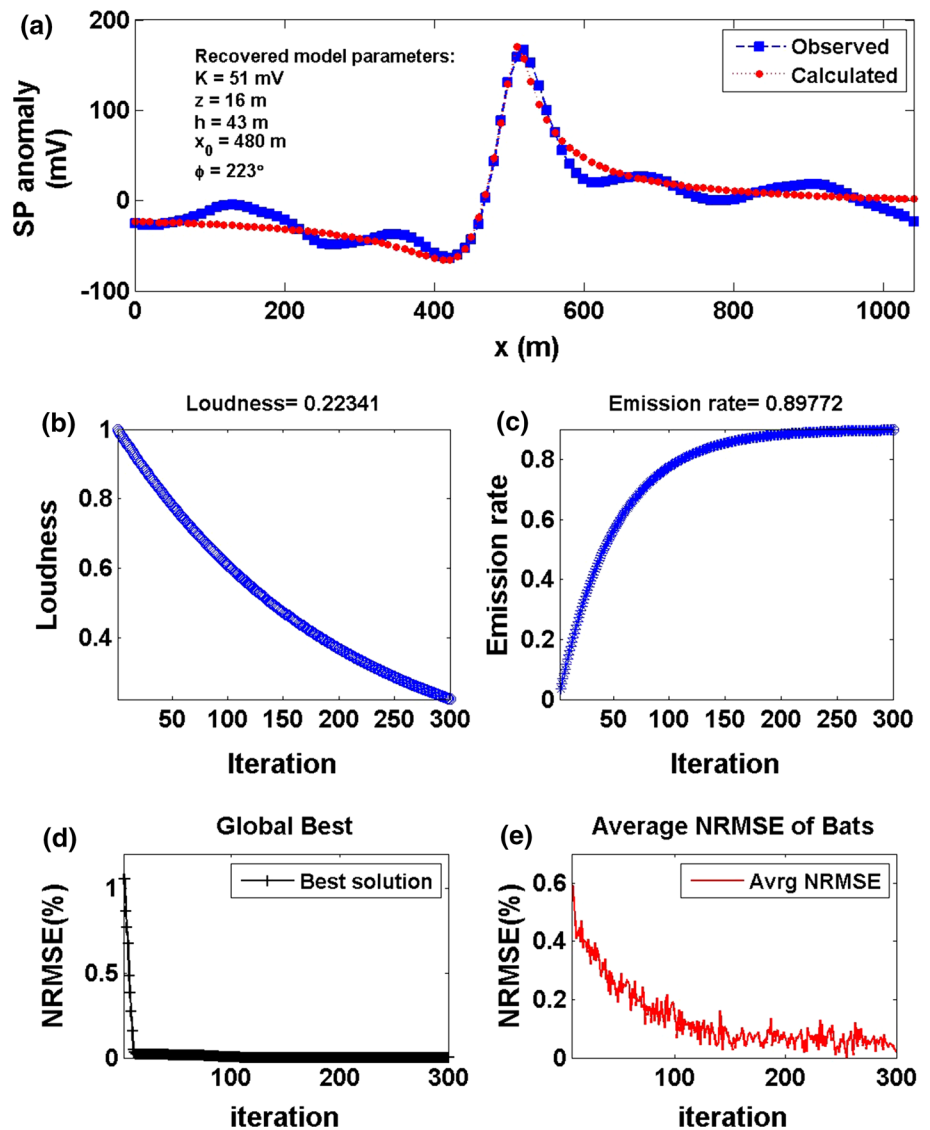 (a)
200
100
0
-100
SP anomaly
(mV)
Recovered model parameters:
K = 51 mV
z = 16 m
h = 43 m
x0 = 480 m
ϕ = 223°
Observed
Calculated
0 200 400 600 800 1000
x (m)
(b)
Loudness= 0.22341
1
0.8
0.6
0.4
Loudness
50 100 150 200 250 300
Iteration
(c)
Emission rate= 0.89772
0.8
0.6
0.4
0.2
0
Emission rate
50 100 150 200 250 300
Iteration
(d)
Global Best
Best solution
1
0.5
0
NRMSE(%)
100 200 300
iteration
(e)
Average NRMSE of Bats
Avrg NRMSE
0.6
0.4
0.2
0
NRMSE(%)
100 200 300
iteration